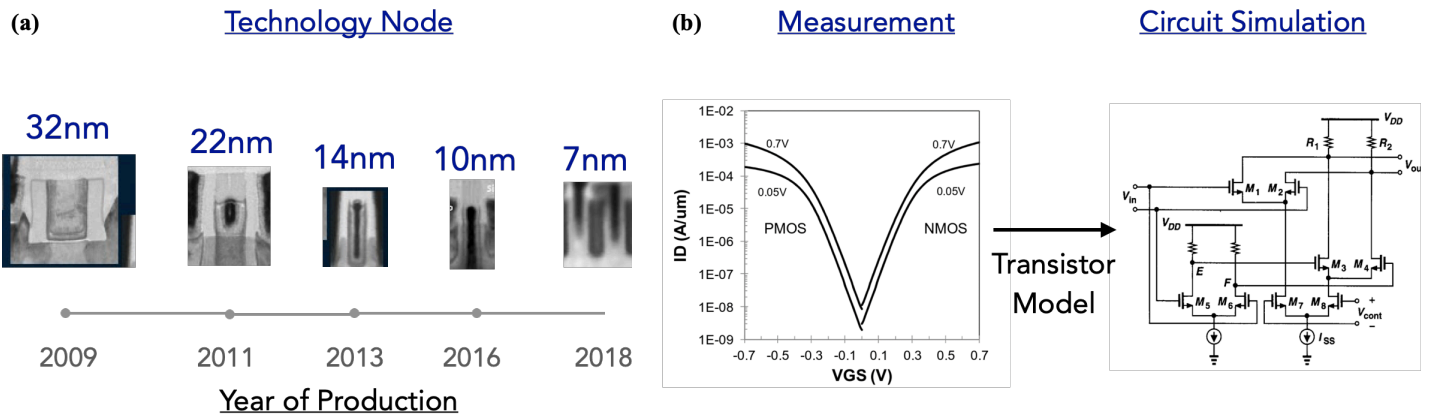 (a)
Technology Node
32nm
22nm
14nm
10nm
7nm
2009
2011
2013
2016
2018
Year of Production
(b)
Measurement
Circuit Simulation
1E-02
1E-03
1E-04
1E-05
1E-06
1E-07
1E-08
1E-09
ID (A/um)
0.7V
0.7V
0.05V
0.05V
PMOS
NMOS
-0.7 -0.5 -0.3 -0.1 0.1 0.3 0.5 0.7
VGS (V)
Transistor
Model
VDD
R1
R2
Vou
M1
M2
Vin
VDD
M3
M4
E
F
M5
M6
M7
M8
+
Vcont
−
ISS